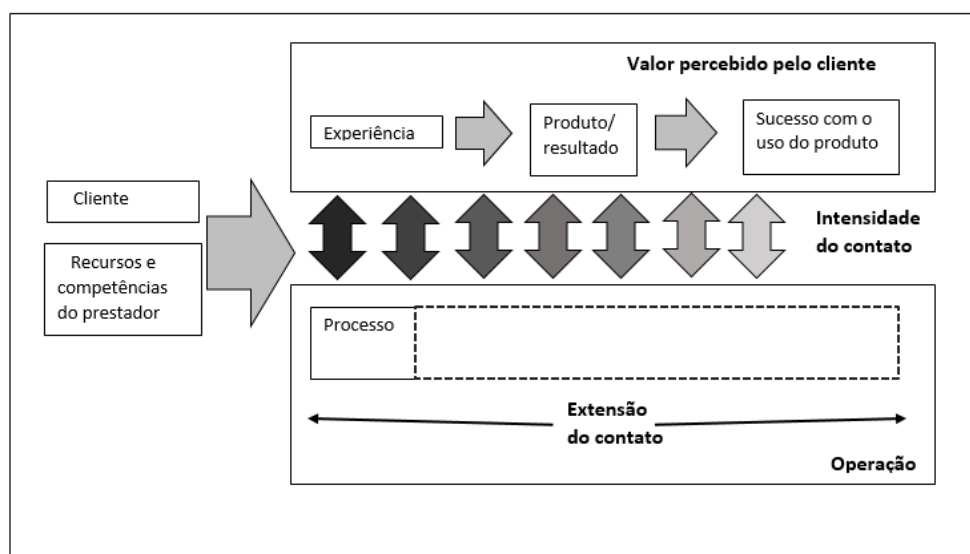 Valor percebido pelo cliente
Experiência
Produto/
resultado
Sucesso com o
uso do produto
Cliente
Recursos e
competências
do prestador
Intensidade
do contato
Processo
Extensão
do contato
Operação